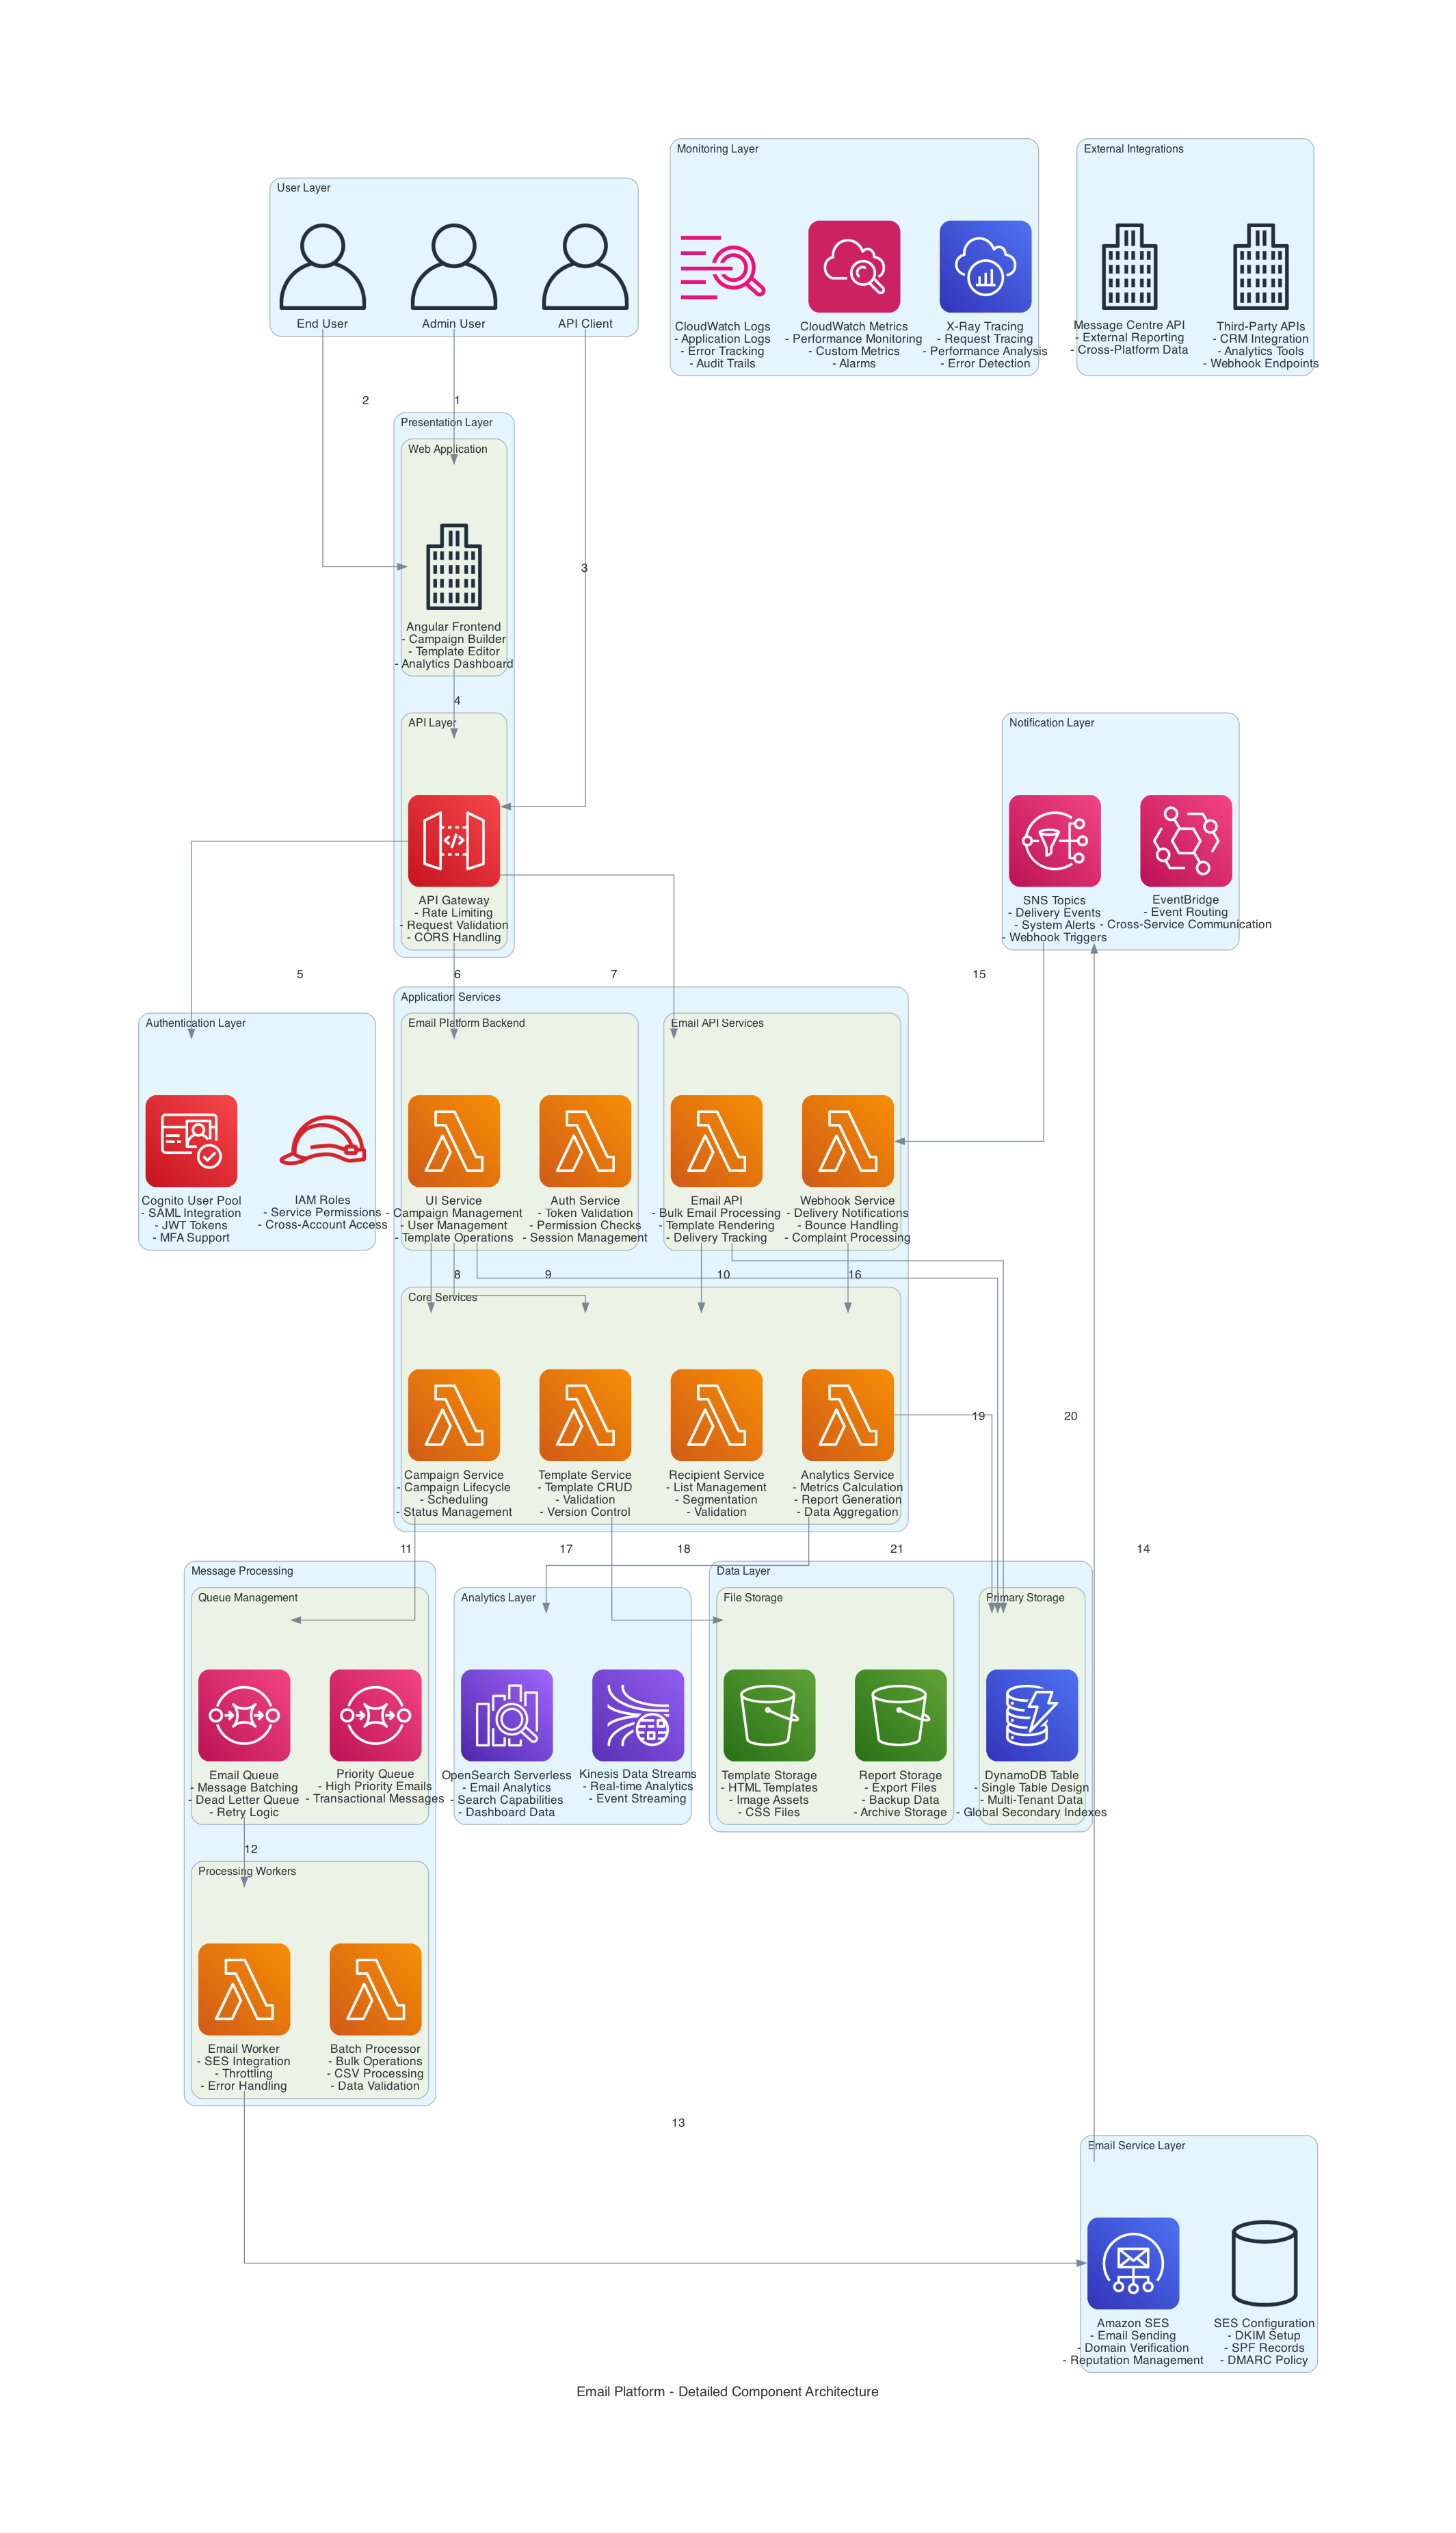 Monitoring Layer
External Integrations
User Layer
End User
Admin User
API Client
CloudWatch Logs
- Application Logs
- Error Tracking
- Audit Trails
CloudWatch Metrics
- Performance Monitoring
- Custom Metrics
- Alarms
X-Ray Tracing
- Request Tracing
- Performance Analysis
- Error Detection
Message Centre API
- External Reporting
- Cross-Platform Data
Third-Party APIs
- CRM Integration
- Analytics Tools
- Webhook Endpoints
2
1
Presentation Layer
Web Application
3
Angular Frontend
- Campaign Builder
- Template Editor
- Analytics Dashboard
4
API Layer
Notification Layer
API Gateway
- Rate Limiting
- Request Validation
- CORS Handling
SNS Topics
- Delivery Events
- System Alerts
- Webhook Triggers
EventBridge
- Event Routing
- Cross-Service Communication
5
6
7
15
Application Services
Authentication Layer
Email Platform Backend
Email API Services
Cognito User Pool
- SAML Integration
- JWT Tokens
- MFA Support
IAM Roles
- Service Permissions
- Cross-Account Access
UI Service
- Campaign Management
- User Management
- Template Operations
Auth Service
- Token Validation
- Permission Checks
- Session Management
Email API
- Bulk Email Processing
- Template Rendering
- Delivery Tracking
Webhook Service
- Delivery Notifications
- Bounce Handling
- Complaint Processing
8
9
10
16
Core Services
19
20
Campaign Service
- Campaign Lifecycle
- Scheduling
- Status Management
Template Service
- Template CRUD
- Validation
- Version Control
Recipient Service
- List Management
- Segmentation
- Validation
Analytics Service
- Metrics Calculation
- Report Generation
- Data Aggregation
11
17
18
21
14
Message Processing
Data Layer
Queue Management
Analytics Layer
File Storage
Primary Storage
Email Queue
- Message Batching
- Dead Letter Queue
- Retry Logic
Priority Queue
- High Priority Emails
- Transactional Messages
OpenSearch Serverless
- Email Analytics
- Search Capabilities
- Dashboard Data
Kinesis Data Streams
- Real-time Analytics
- Event Streaming
Template Storage
- HTML Templates
- Image Assets
- CSS Files
Report Storage
- Export Files
- Backup Data
- Archive Storage
DynamoDB Table
- Single Table Design
- Multi-Tenant Data
- Global Secondary Indexes
12
Processing Workers
Email Worker
- SES Integration
- Throttling
- Error Handling
Batch Processor
- Bulk Operations
- CSV Processing
- Data Validation
13
Email Service Layer
Amazon SES
- Email Sending
- Domain Verification
- Reputation Management
SES Configuration
- DKIM Setup
- SPF Records
- DMARC Policy
Email Platform - Detailed Component Architecture